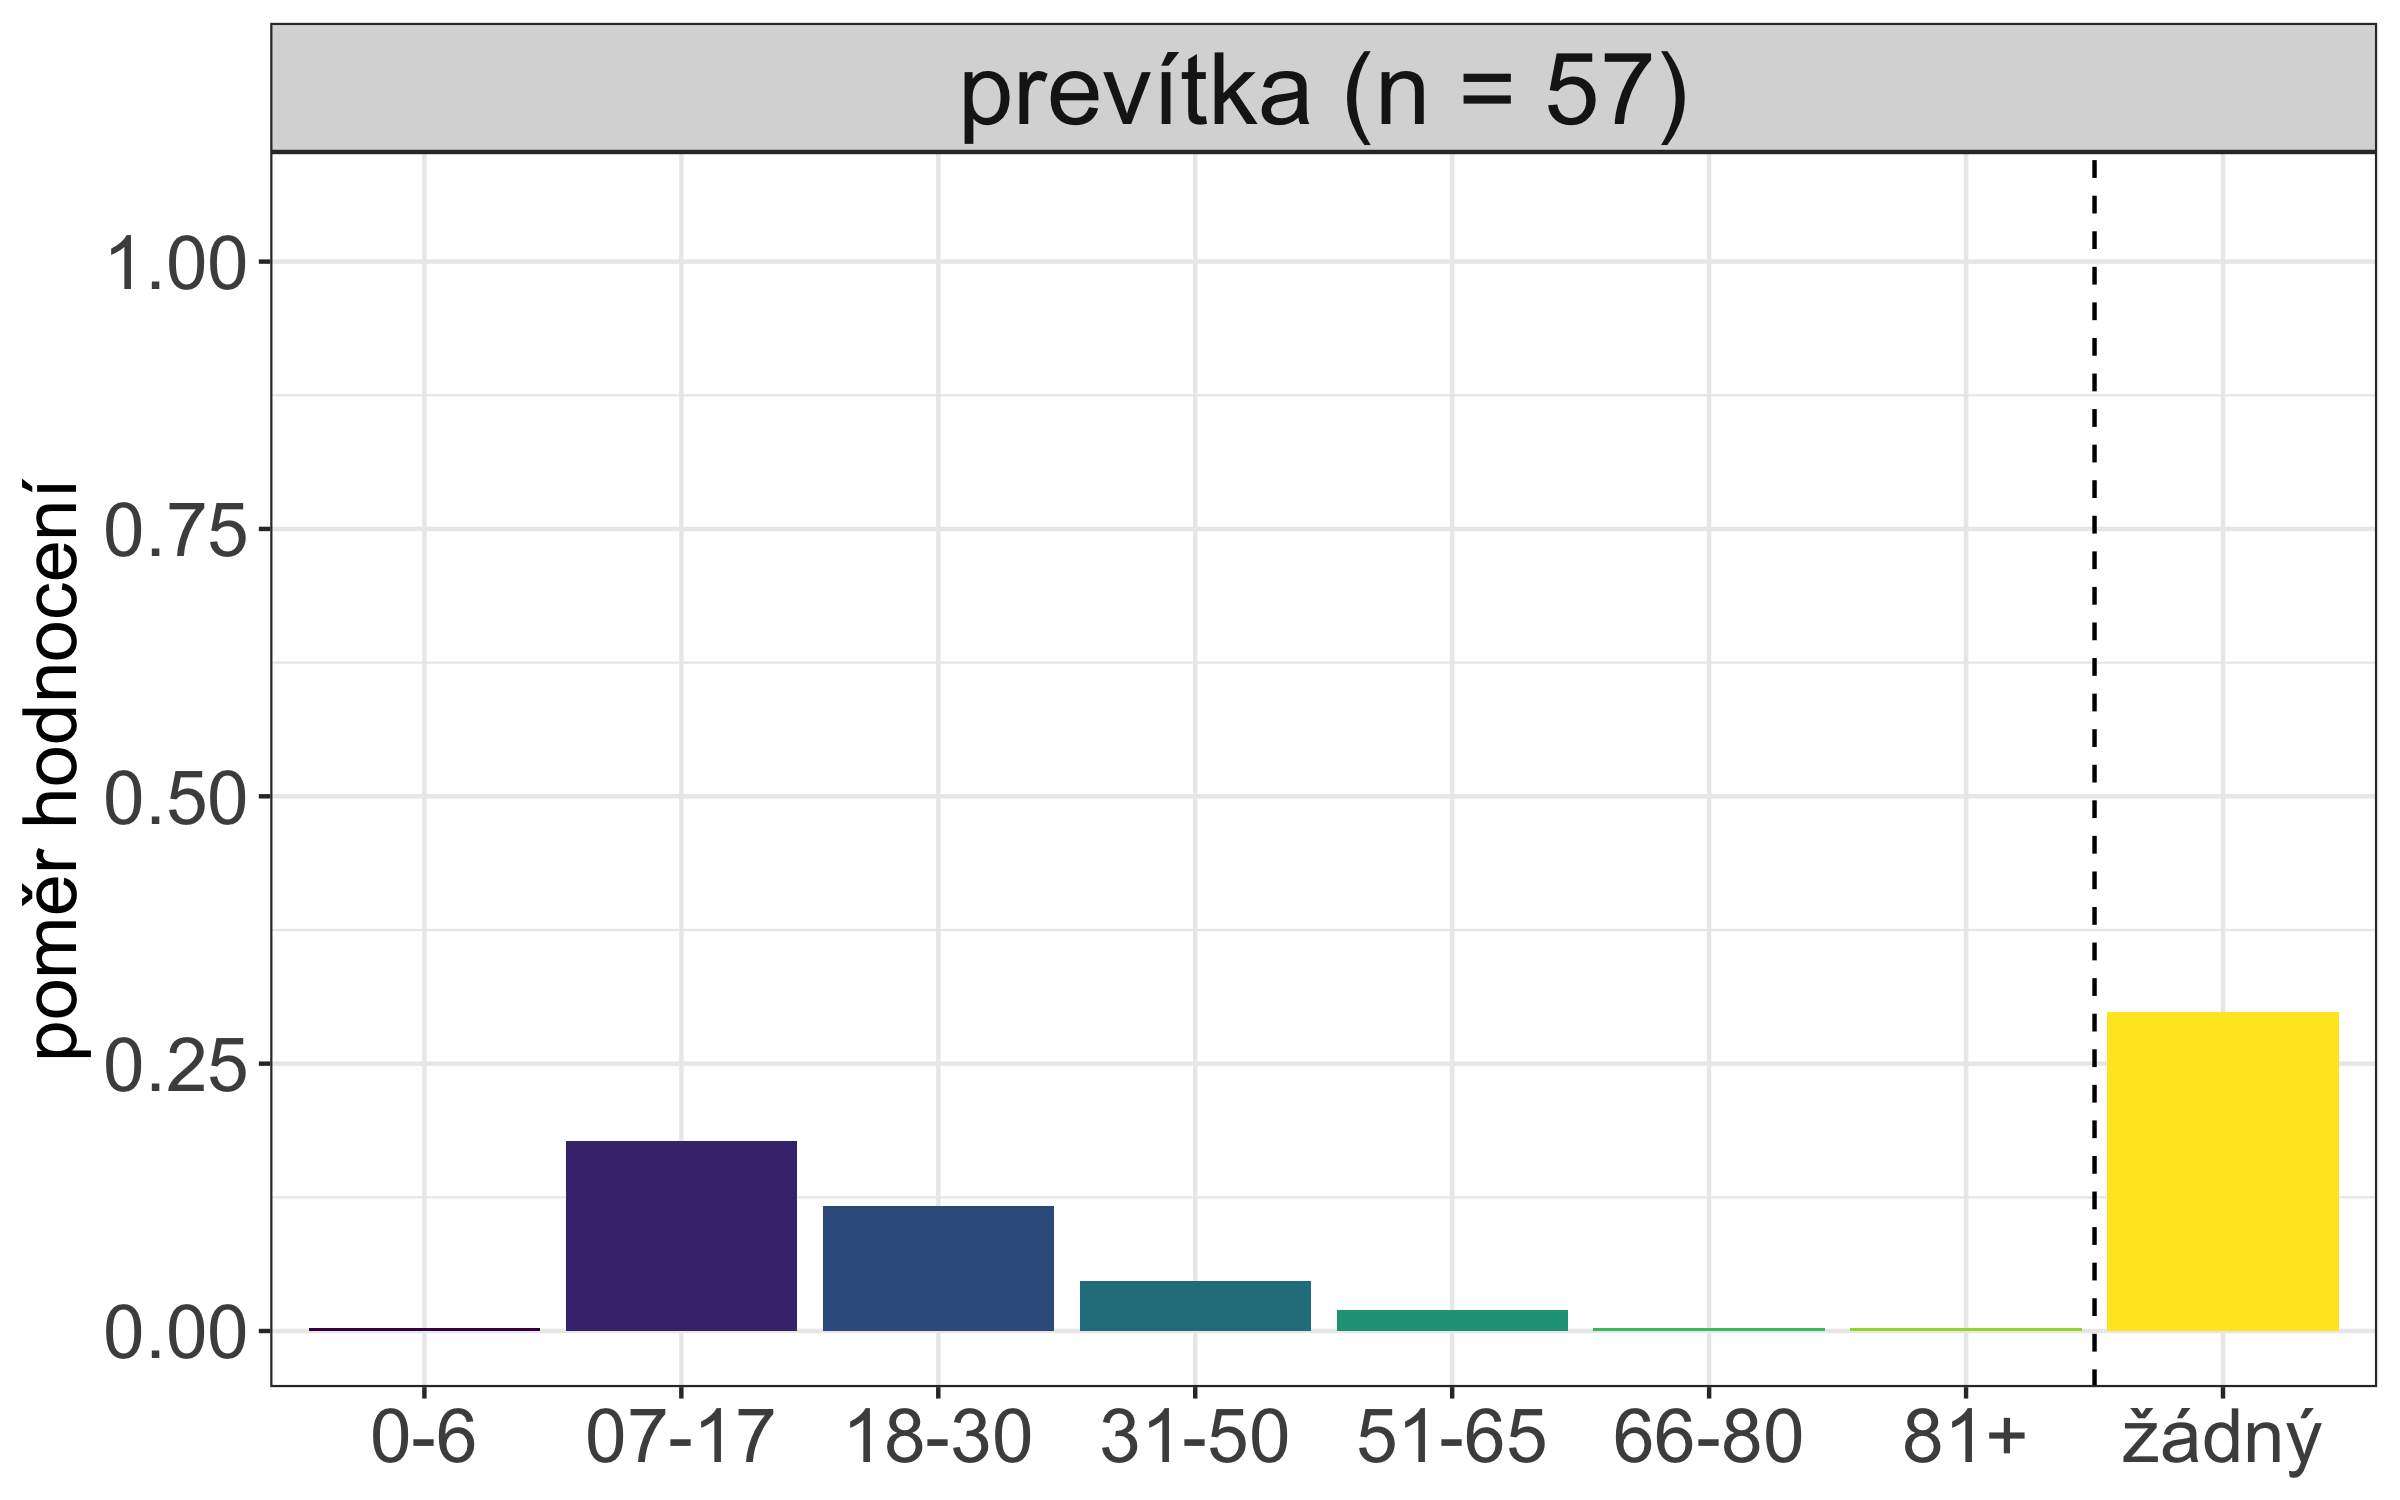 prevítka (n = 57)
poměr hodnocení
1.00
0.75
0.50
0.25
0.00
0-6 07-17 18-30 31-50 51-65 66-80 81+ žádný